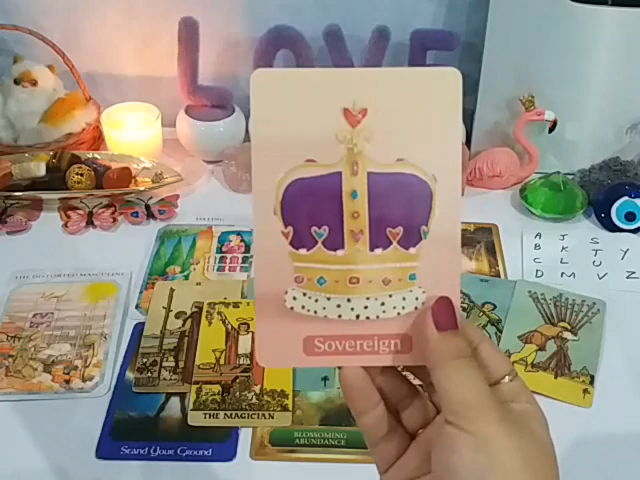 LOVE
Sovereign
THE DISTORTED MASCULINE
THE MAGICIAN
Stand Your Ground
BLOSSOMING
ABUNDANCE
A J S
B K T Y
C L U
D M V Z